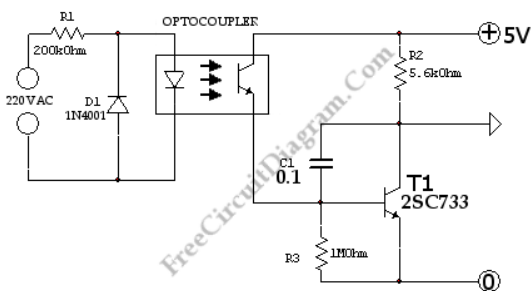 OPTOCOUPLER
R1
200kOhm
5V
R2
5.6kOhm
220VAC
D1
1N4001
C1
0.1
T1
2SC733
R3
1MOhm
0
FreeCircuitDiagram.Com